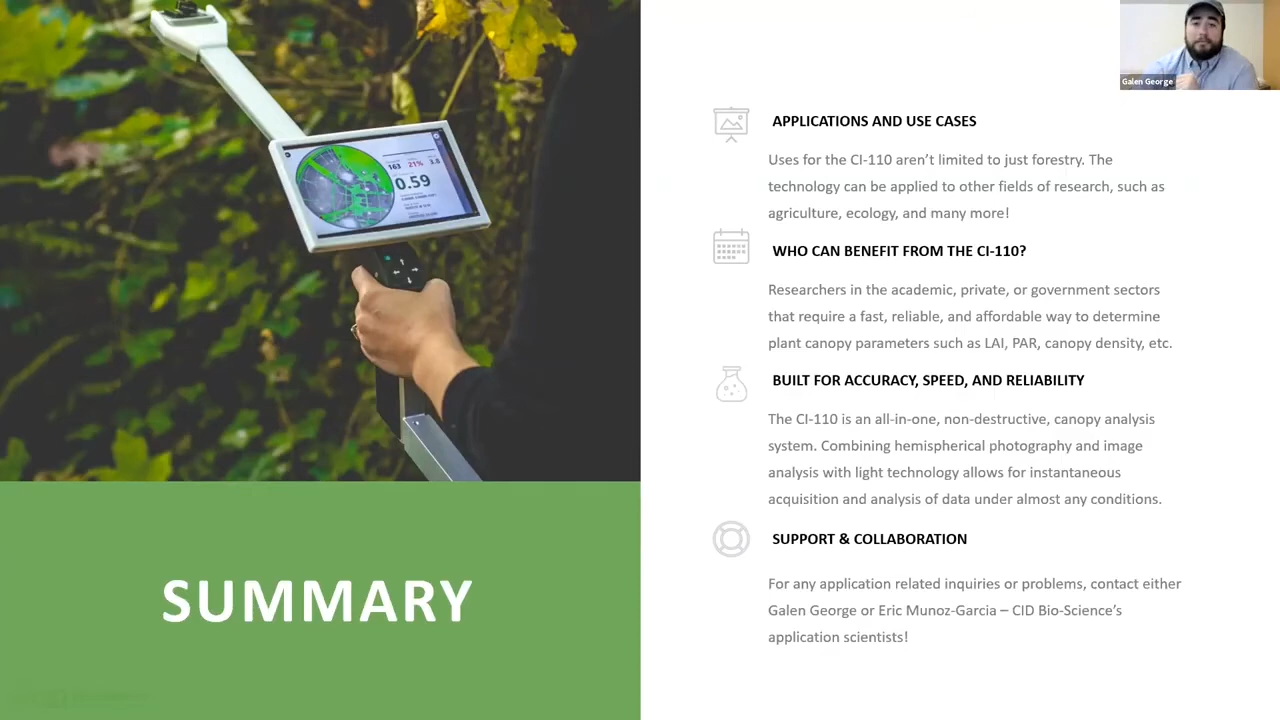 Galen George
163 21% 3.8
0.59
APPLICATIONS AND USE CASES
Uses for the CI-110 aren’t limited to just forestry. The
technology can be applied to other fields of research, such as
agriculture, ecology, and many more!
WHO CAN BENEFIT FROM THE CI-110?
Researchers in the academic, private, or government sectors
that require a fast, reliable, and affordable way to determine
plant canopy parameters such as LAI, PAR, canopy density, etc.
BUILT FOR ACCURACY, SPEED, AND RELIABILITY
The CI-110 is an all-in-one, non-destructive, canopy analysis
system. Combining hemispherical photography and image
analysis with light technology allows for instantaneous
acquisition and analysis of data under almost any conditions.
SUPPORT & COLLABORATION
For any application related inquiries or problems, contact either
Galen George or Eric Munoz-Garcia – CID Bio-Science’s
application scientists!
SUMMARY